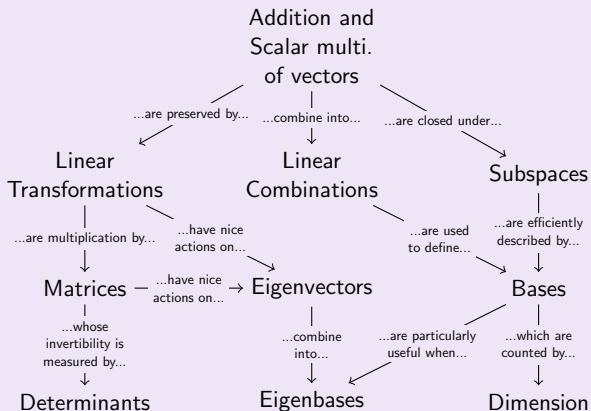 Addition and
Scalar multi.
of vectors
...are preserved by...
...combine into...
...are closed under...
Linear
Transformations
Linear
Combinations
Subspaces
...are multiplication by...
...have nice
actions on...
...are used
to define...
...are efficiently
described by...
Matrices
...have nice
actions on...
Eigenvectors
Bases
...whose
invertibility is
measured by...
...combine
into...
...are particularly
useful when...
...which are
counted by...
Determinants
Eigenbases
Dimension